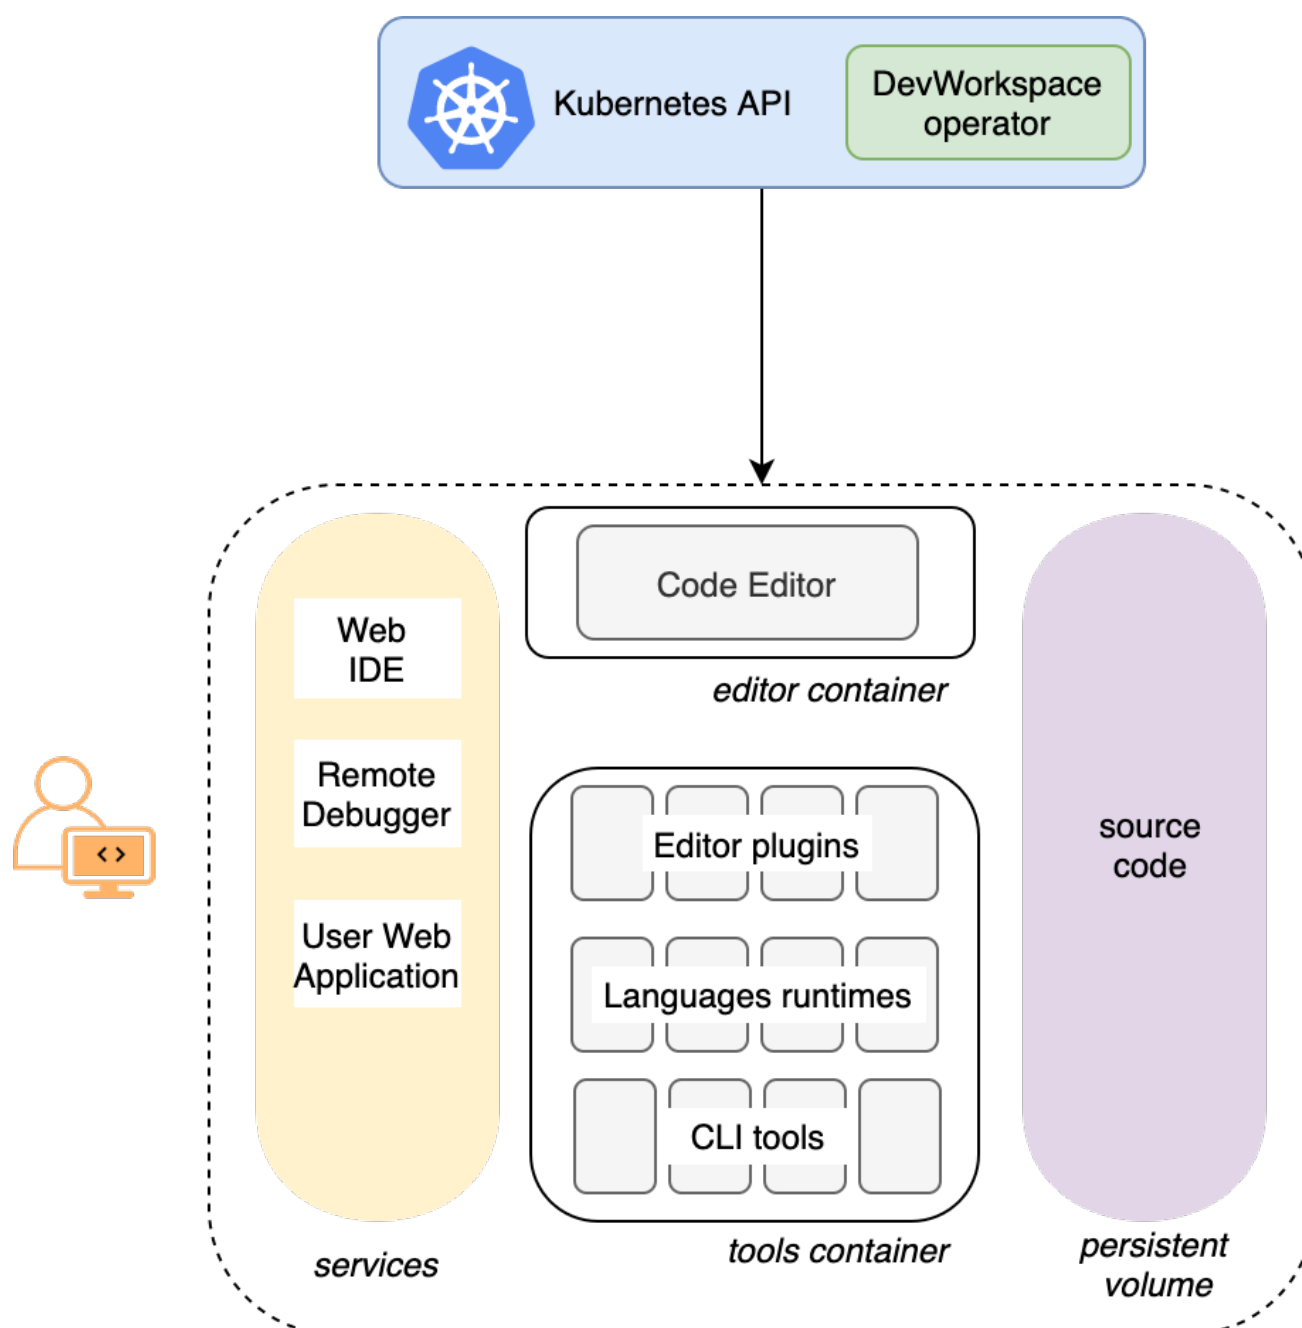 Kubernetes API
DevWorkspace
operator
Code Editor
editor container
Web
IDE
Remote
Debugger
User Web
Application
services
Editor plugins
Languages runtimes
CLI tools
tools container
source
code
persistent
volume